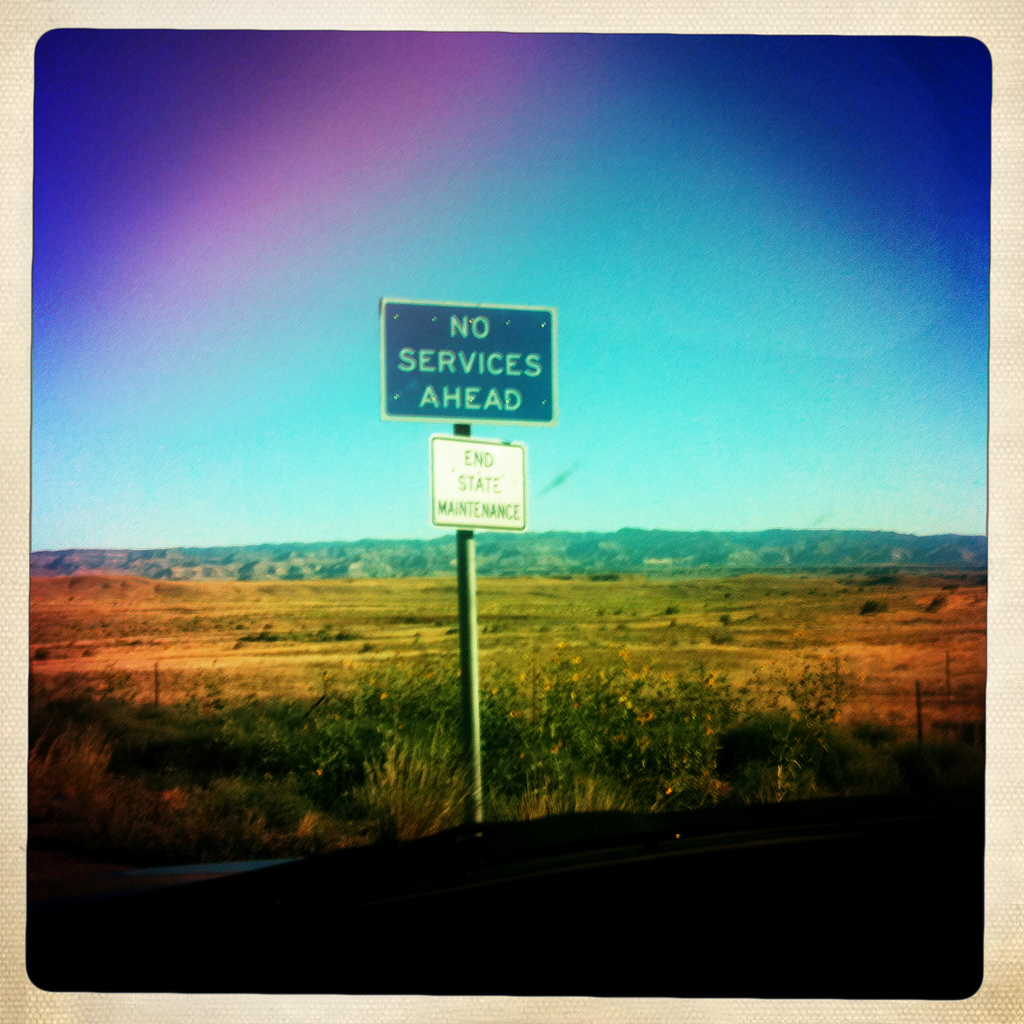 NO
SERVICES
AHEAD
END
STATE
MAINTENANCE